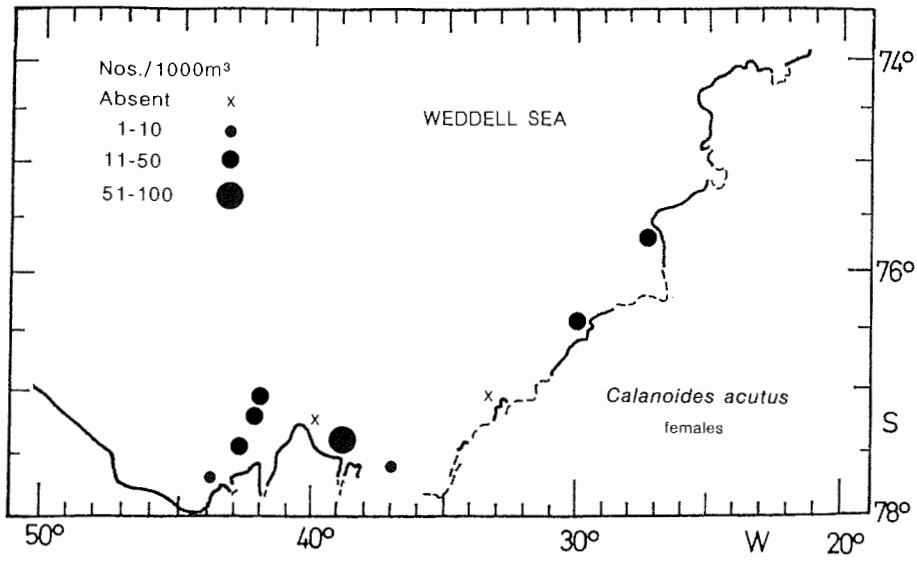 Nos./1000m³
Absent x
1-10
11-50
51-100
WEDDELL SEA
74°
76°
Calanoides acutus
females
S
78°
50°
40°
30°
W
20°